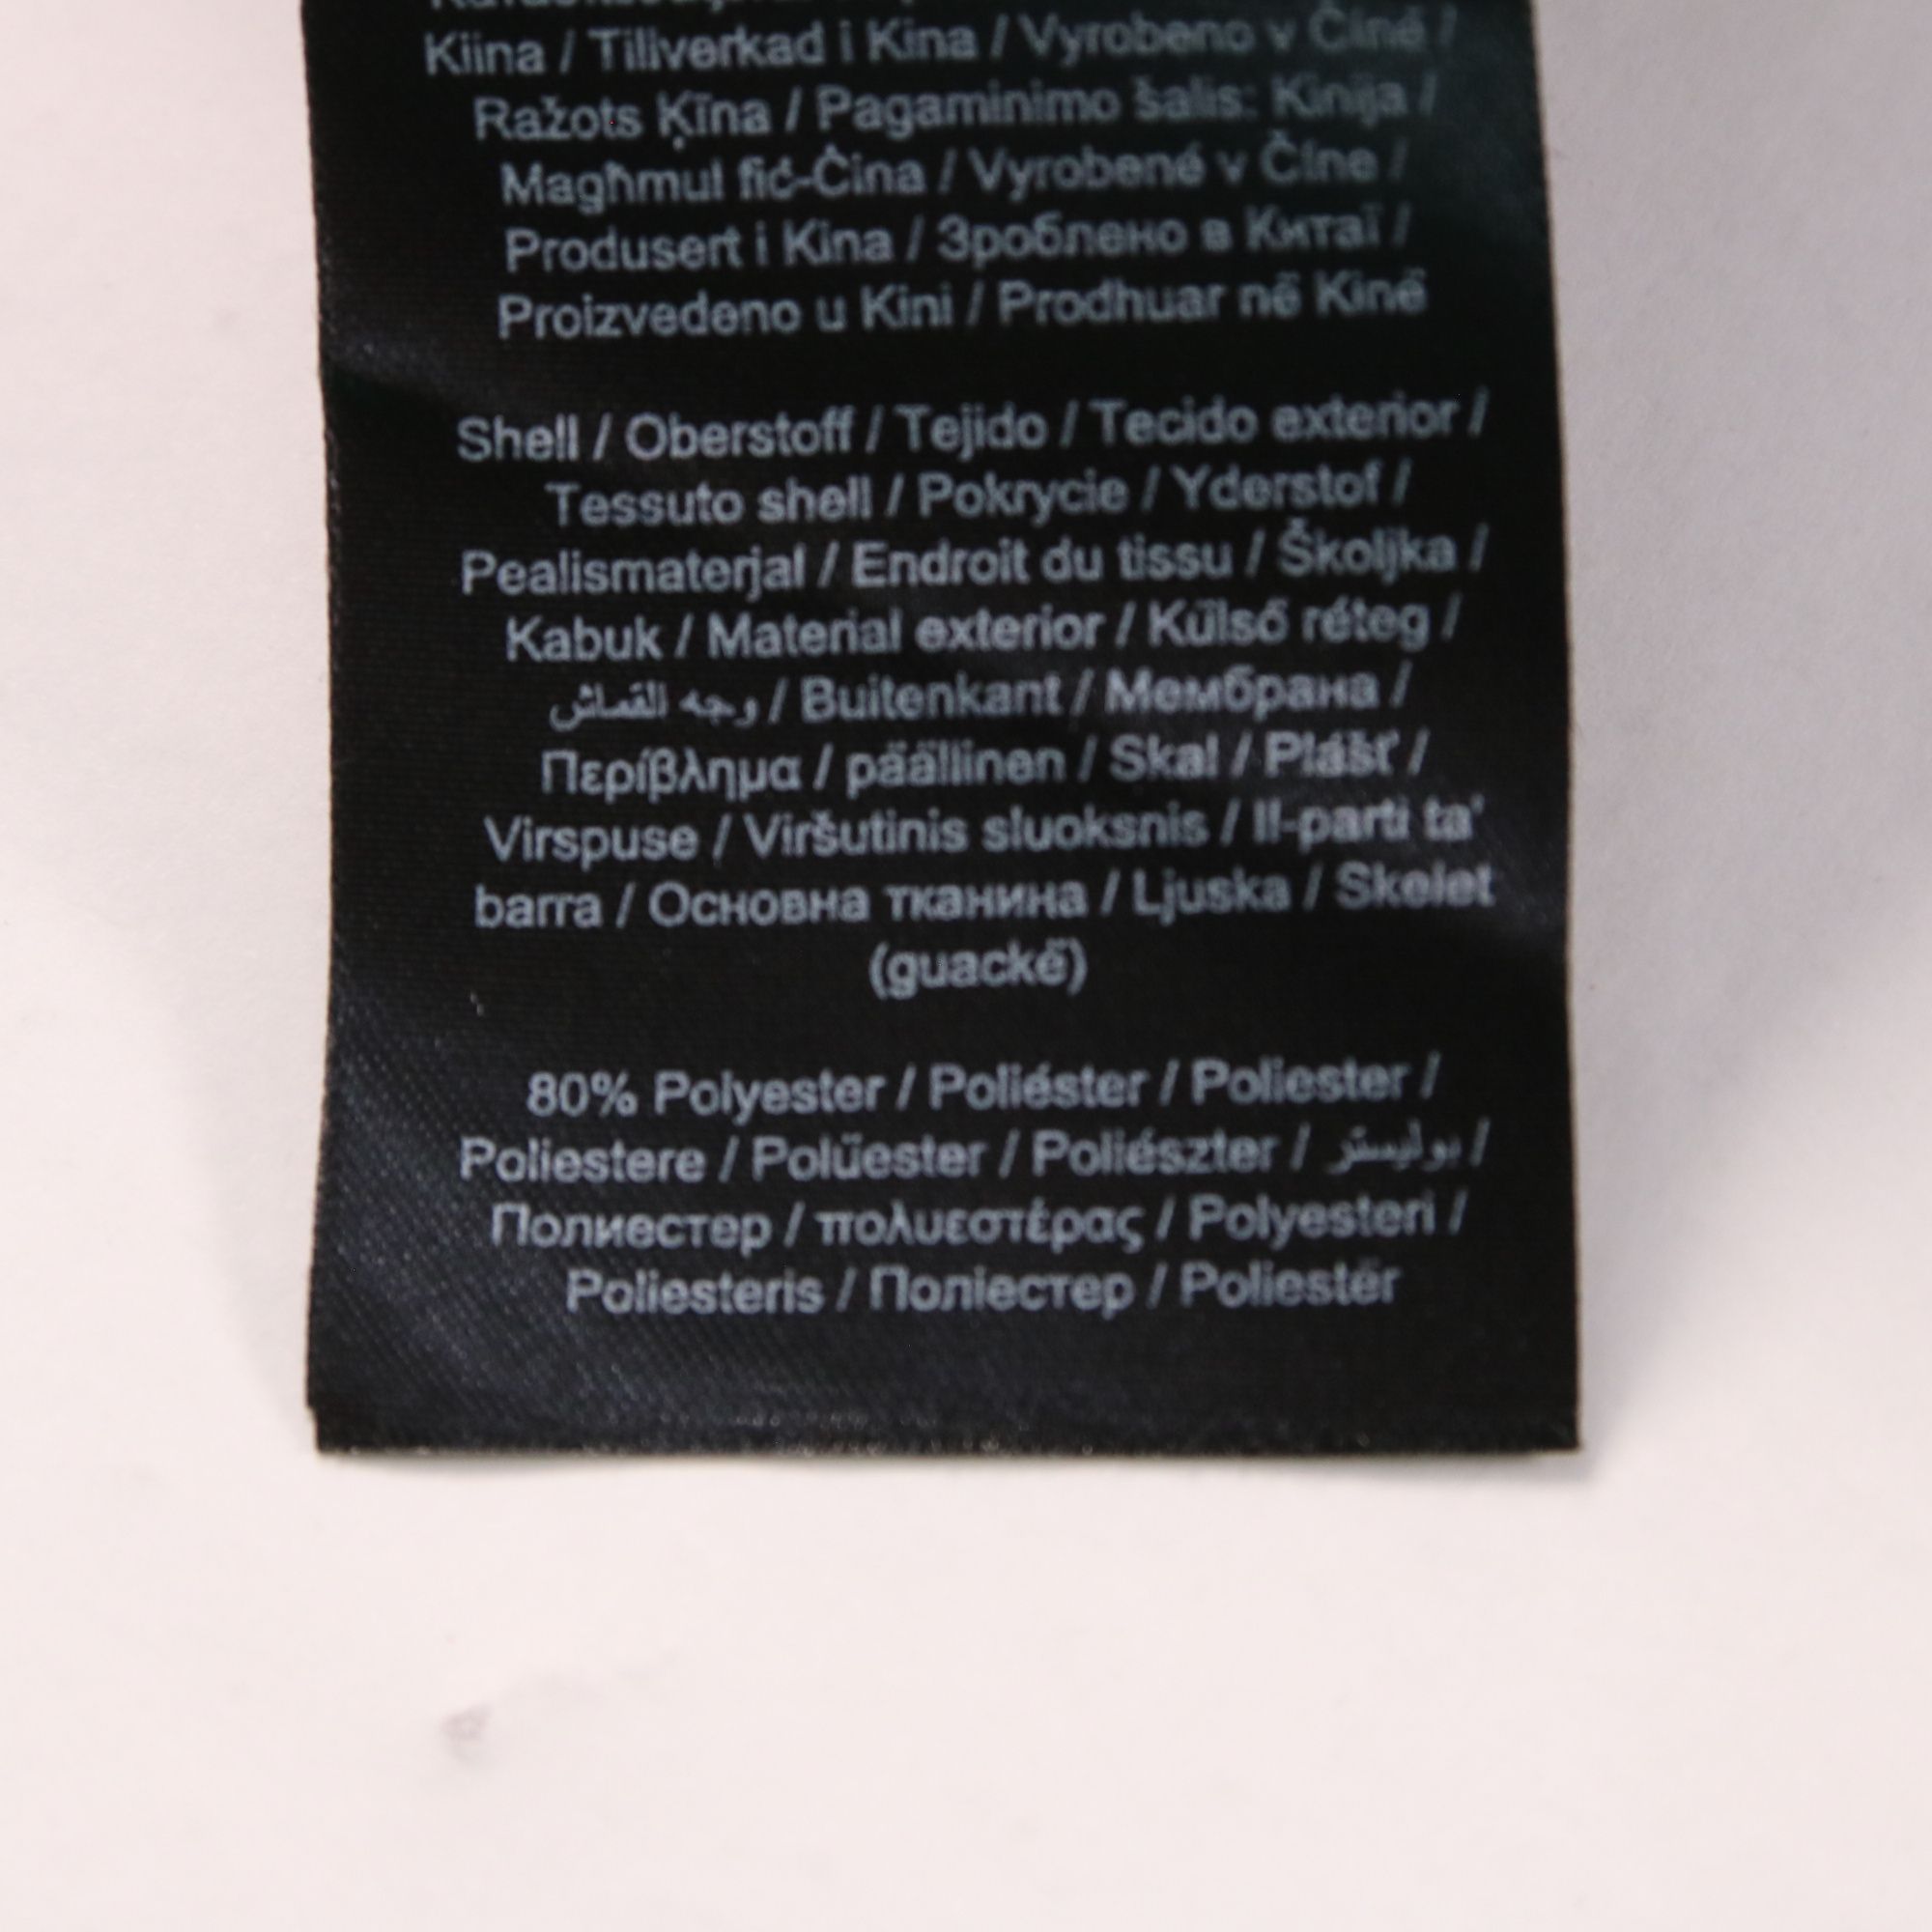 Kiina / Tillverkad i Kina / Vyrobeno v Číně /
Ražots Ķīna / Pagaminimo šalis: Kinija /
Magħmul fić-Ċina / Vyrobené v Číne /
Produsert i Kina / Зроблено в Китаї /
Proizvedeno u Kini / Prodhuar në Kinë
Shell / Oberstoff / Tejido / Tecido exterior /
Tessuto shell / Pokrycie / Yderstof /
Pealismaterjal / Endroit du tissu / Školjka /
Kabuk / Material exterior / Külső réteg /
وجه القماش / Buitenkant / Мембрана /
Περίβλημα / päällinen / Skal / Plášť /
Virspuse / Viršutinis sluoksnis / Il-parti ta'
barra / Основна тканина / Ljuska / Skelet
(guackë)
80% Polyester / Poliéster / Poliester /
Poliestere / Polüester / Poliészter / بوليستر /
Полиестер / πολυεστέρας / Polyesteri /
Poliesteris / Поліестер / Poliestër